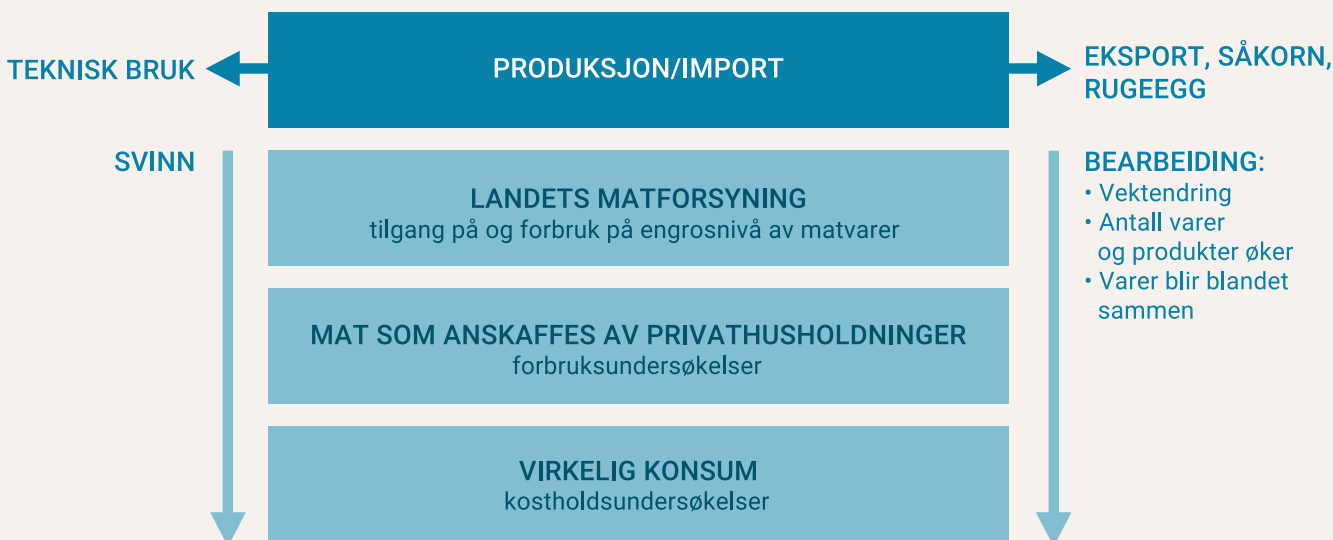 TEKNISK BRUK
PRODUKSJON/IMPORT
EKSPORT, SÅKORN,
RUGEEGG
SVINN
LANDETS MATFORSYNING
tilgang på og forbruk på engrosnivå av matvarer
BEARBEIDING:
• Vektendring
• Antall varer
og produkter øker
• Varer blir blandet
sammen
MAT SOM ANSKAFFES AV PRIVATHUSHOLDNINGER
forbruksundersøkelser
VIRKELIG KONSUM
kostholdsundersøkelser